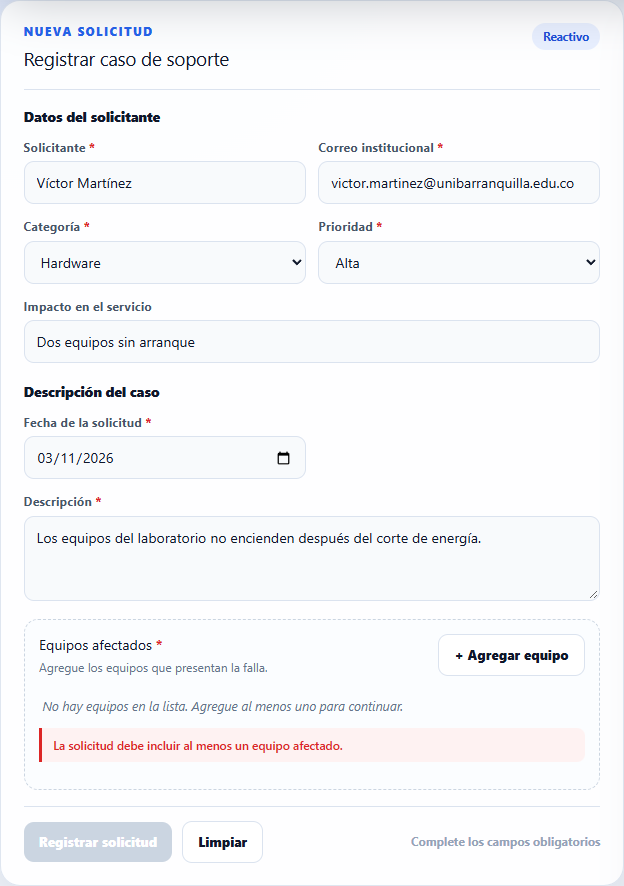 NUEVA SOLICITUD
Registrar caso de soporte
Reactivo
Datos del solicitante
Solicitante *
Correo institucional *
Víctor Martínez
victor.martinez@unibarranquilla.edu.co
Categoría *
Prioridad *
Hardware
Alta
Impacto en el servicio
Dos equipos sin arranque
Descripción del caso
Fecha de la solicitud *
03/11/2026
Descripción *
Los equipos del laboratorio no encienden después del corte de energía.
Equipos afectados *
Agregue los equipos que presentan la falla.
+ Agregar equipo
No hay equipos en la lista. Agregue al menos uno para continuar.
La solicitud debe incluir al menos un equipo afectado.
Registrar solicitud
Limpiar
Complete los campos obligatorios